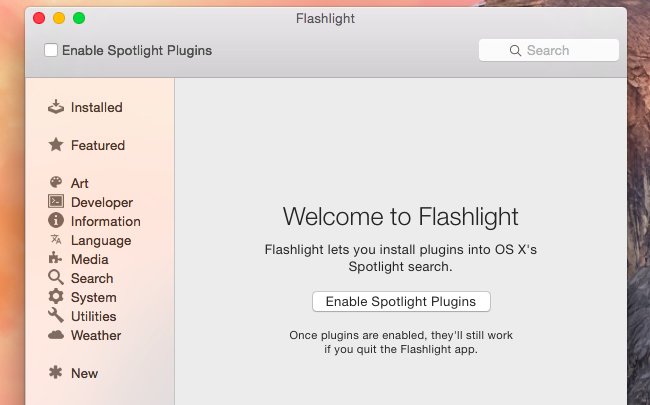 Flashlight
Enable Spotlight Plugins
Search
Installed
Featured
Art
Developer
Information
Language
Media
Search
System
Utilities
Weather
New
Welcome to Flashlight
Flashlight lets you install plugins into OS X's
Spotlight search.
Enable Spotlight Plugins
Once plugins are enabled, they'll still work
if you quit the Flashlight app.